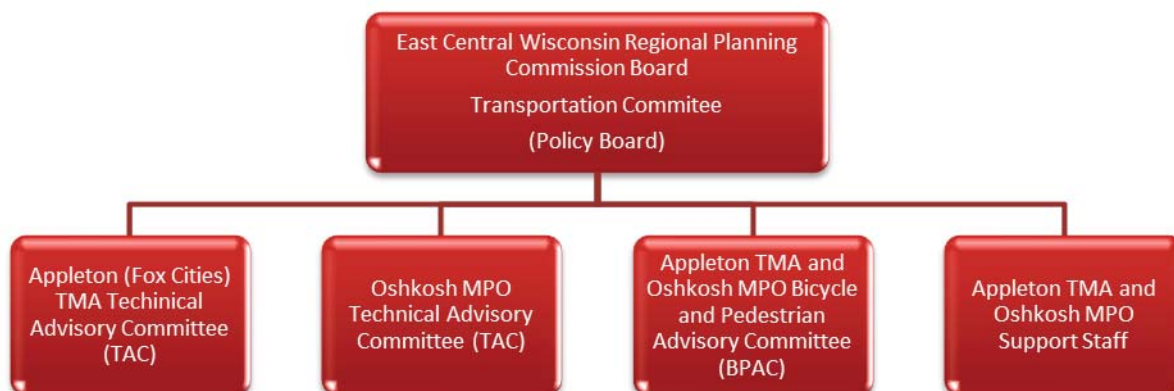 East Central Wisconsin Regional Planning
Commission Board
Transportation Commitee
(Policy Board)
Appleton (Fox Cities)
TMA Techinical
Advisory Committee
(TAC)
Oshkosh MPO
Technical Advisory
Committee (TAC)
Appleton TMA and
Oshkosh MPO Bicycle
and Pedestrian
Advisory Committee
(BPAC)
Appleton TMA and
Oshkosh MPO
Support Staff